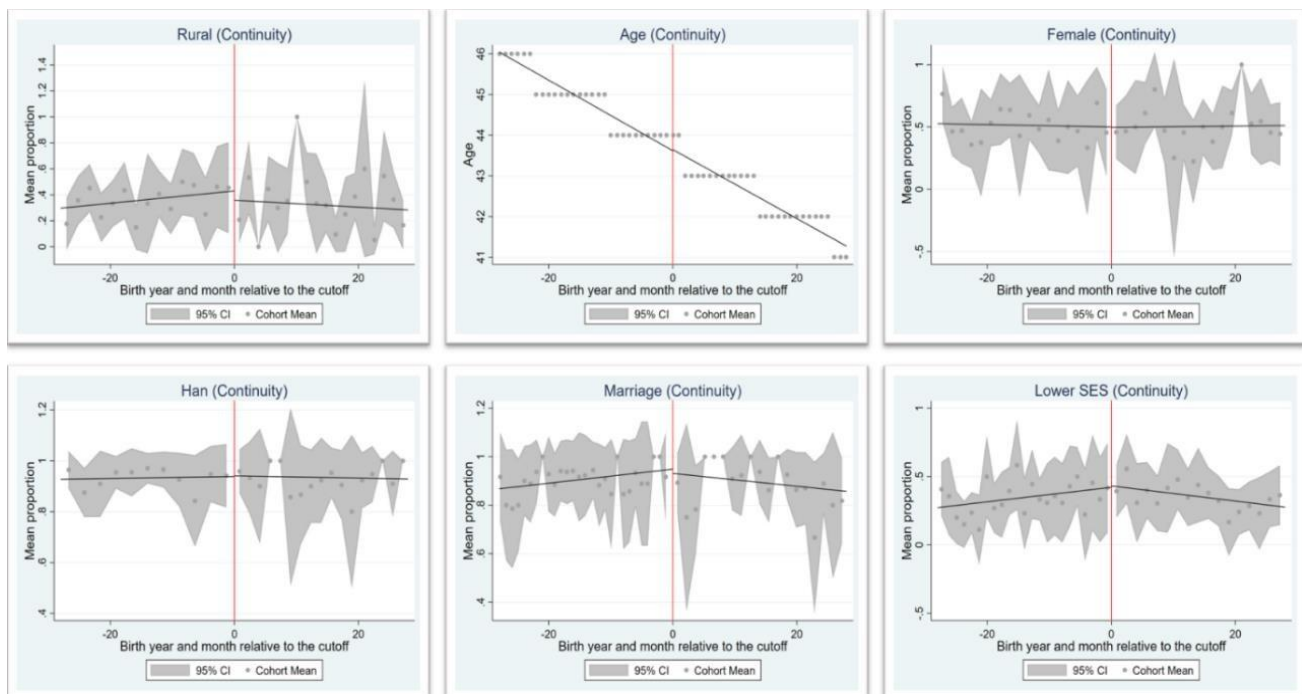 Rural (Continuity)
Mean proportion
0 .2 .4 .6 .8 1 1.2 1.4
-20 0 20
Birth year and month relative to the cutoff
95% CI Cohort Mean
Age (Continuity)
Age
41 42 43 44 45 46
-20 0 20
Birth year and month relative to the cutoff
95% CI Cohort Mean
Female (Continuity)
Mean proportion
-.5 0 .5 1
-20 0 20
Birth year and month relative to the cutoff
95% CI Cohort Mean
Han (Continuity)
Mean proportion
.4 .6 .8 1 1.2
-20 0 20
Birth year and month relative to the cutoff
95% CI Cohort Mean
Marriage (Continuity)
Mean proportion
.4 .6 .8 1 1.2
-20 0 20
Birth year and month relative to the cutoff
95% CI Cohort Mean
Lower SES (Continuity)
Mean proportion
-.5 0 .5 1
-20 0 20
Birth year and month relative to the cutoff
95% CI Cohort Mean